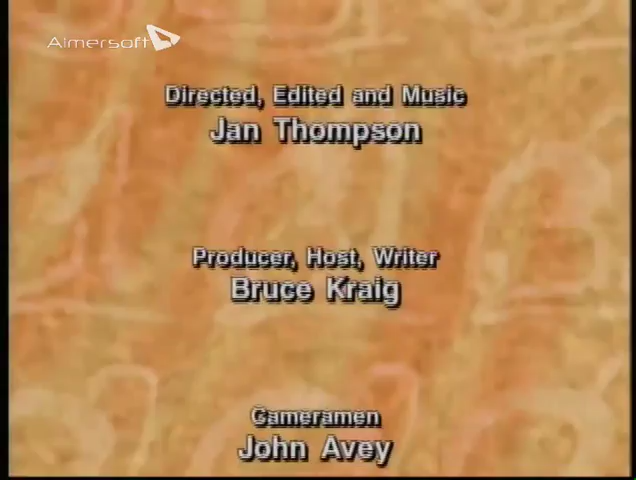 Aimersoft
Directed, Edited and Music
Jan Thompson
Producer, Host, Writer
Bruce Kraig
Cameramen
John Avey